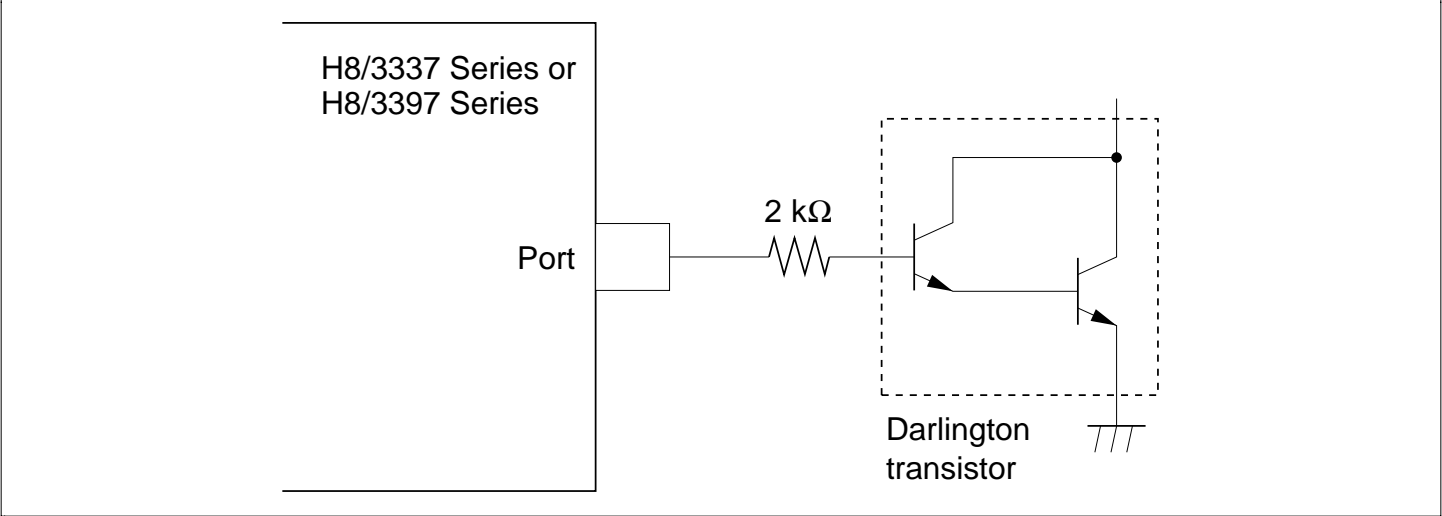 H8/3337 Series or
H8/3397 Series
2 kΩ
Port
Darlington
transistor